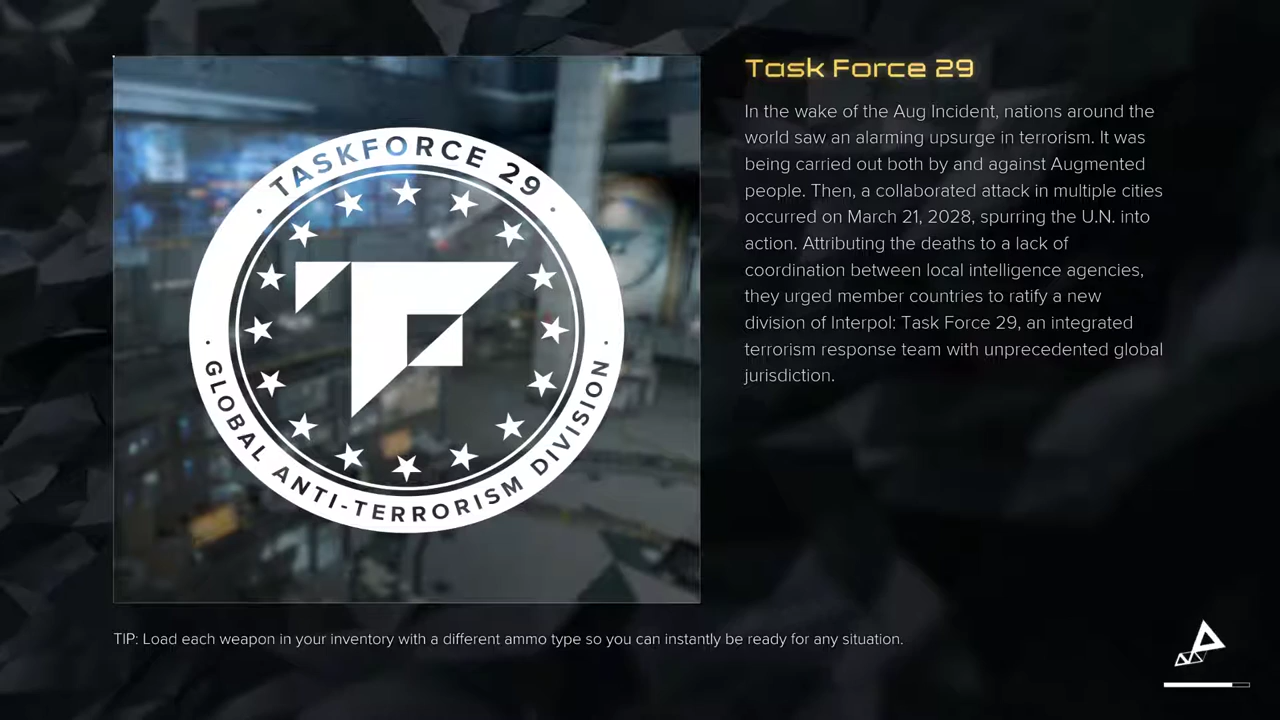 TASKFORCE 29
GLOBAL ANTI-TERRORISM DIVISION
Task Force 29
In the wake of the Aug Incident, nations around the
world saw an alarming upsurge in terrorism. It was
being carried out both by and against Augmented
people. Then, a collaborated attack in multiple cities
occurred on March 21, 2028, spurring the U.N. into
action. Attributing the deaths to a lack of
coordination between local intelligence agencies,
they urged member countries to ratify a new
division of Interpol: Task Force 29, an integrated
terrorism response team with unprecedented global
jurisdiction.
TIP: Load each weapon in your inventory with a different ammo type so you can instantly be ready for any situation.